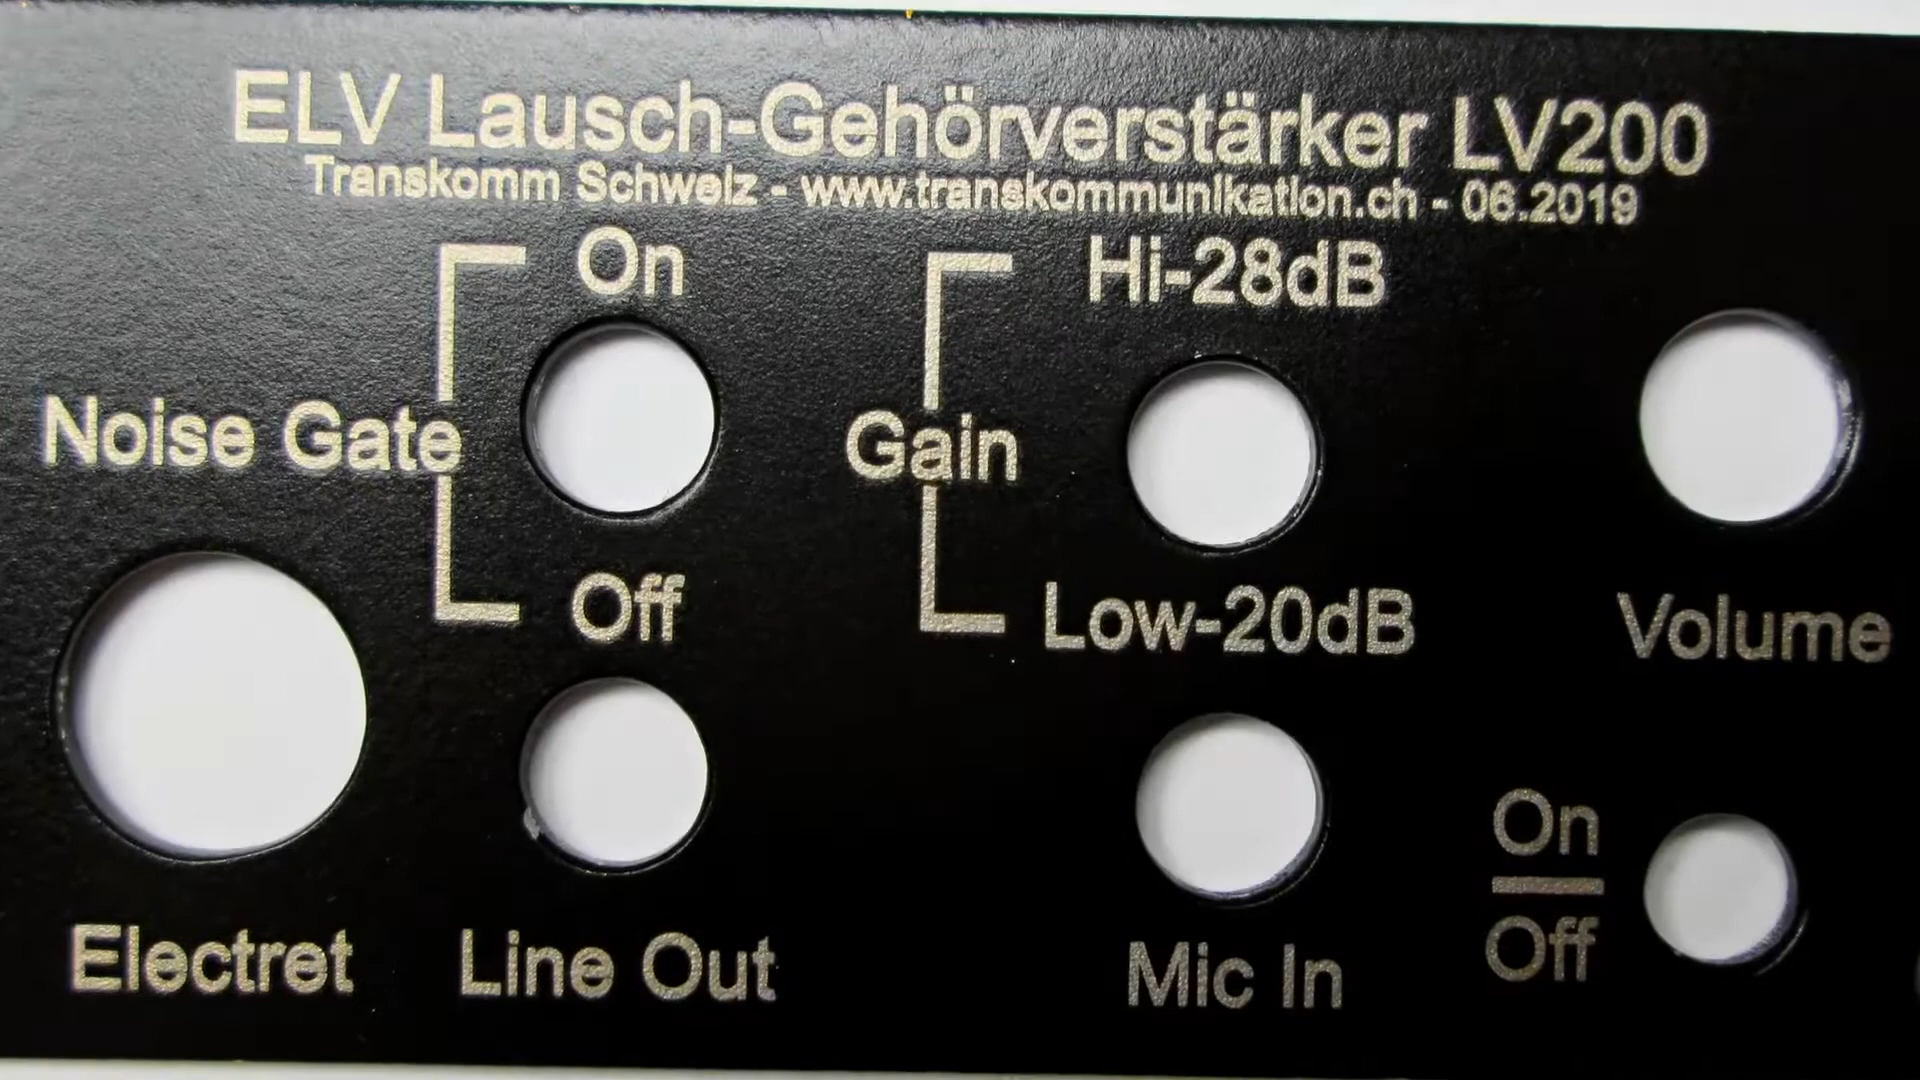 ELV Lausch-Gehörverstärker LV200
Transkomm Schweiz - www.transkommunikation.ch - 06.2019
On
Hi-28dB
Noise Gate
Gain
Off
Low-20dB
Volume
On
Off
Electret
Line Out
Mic In